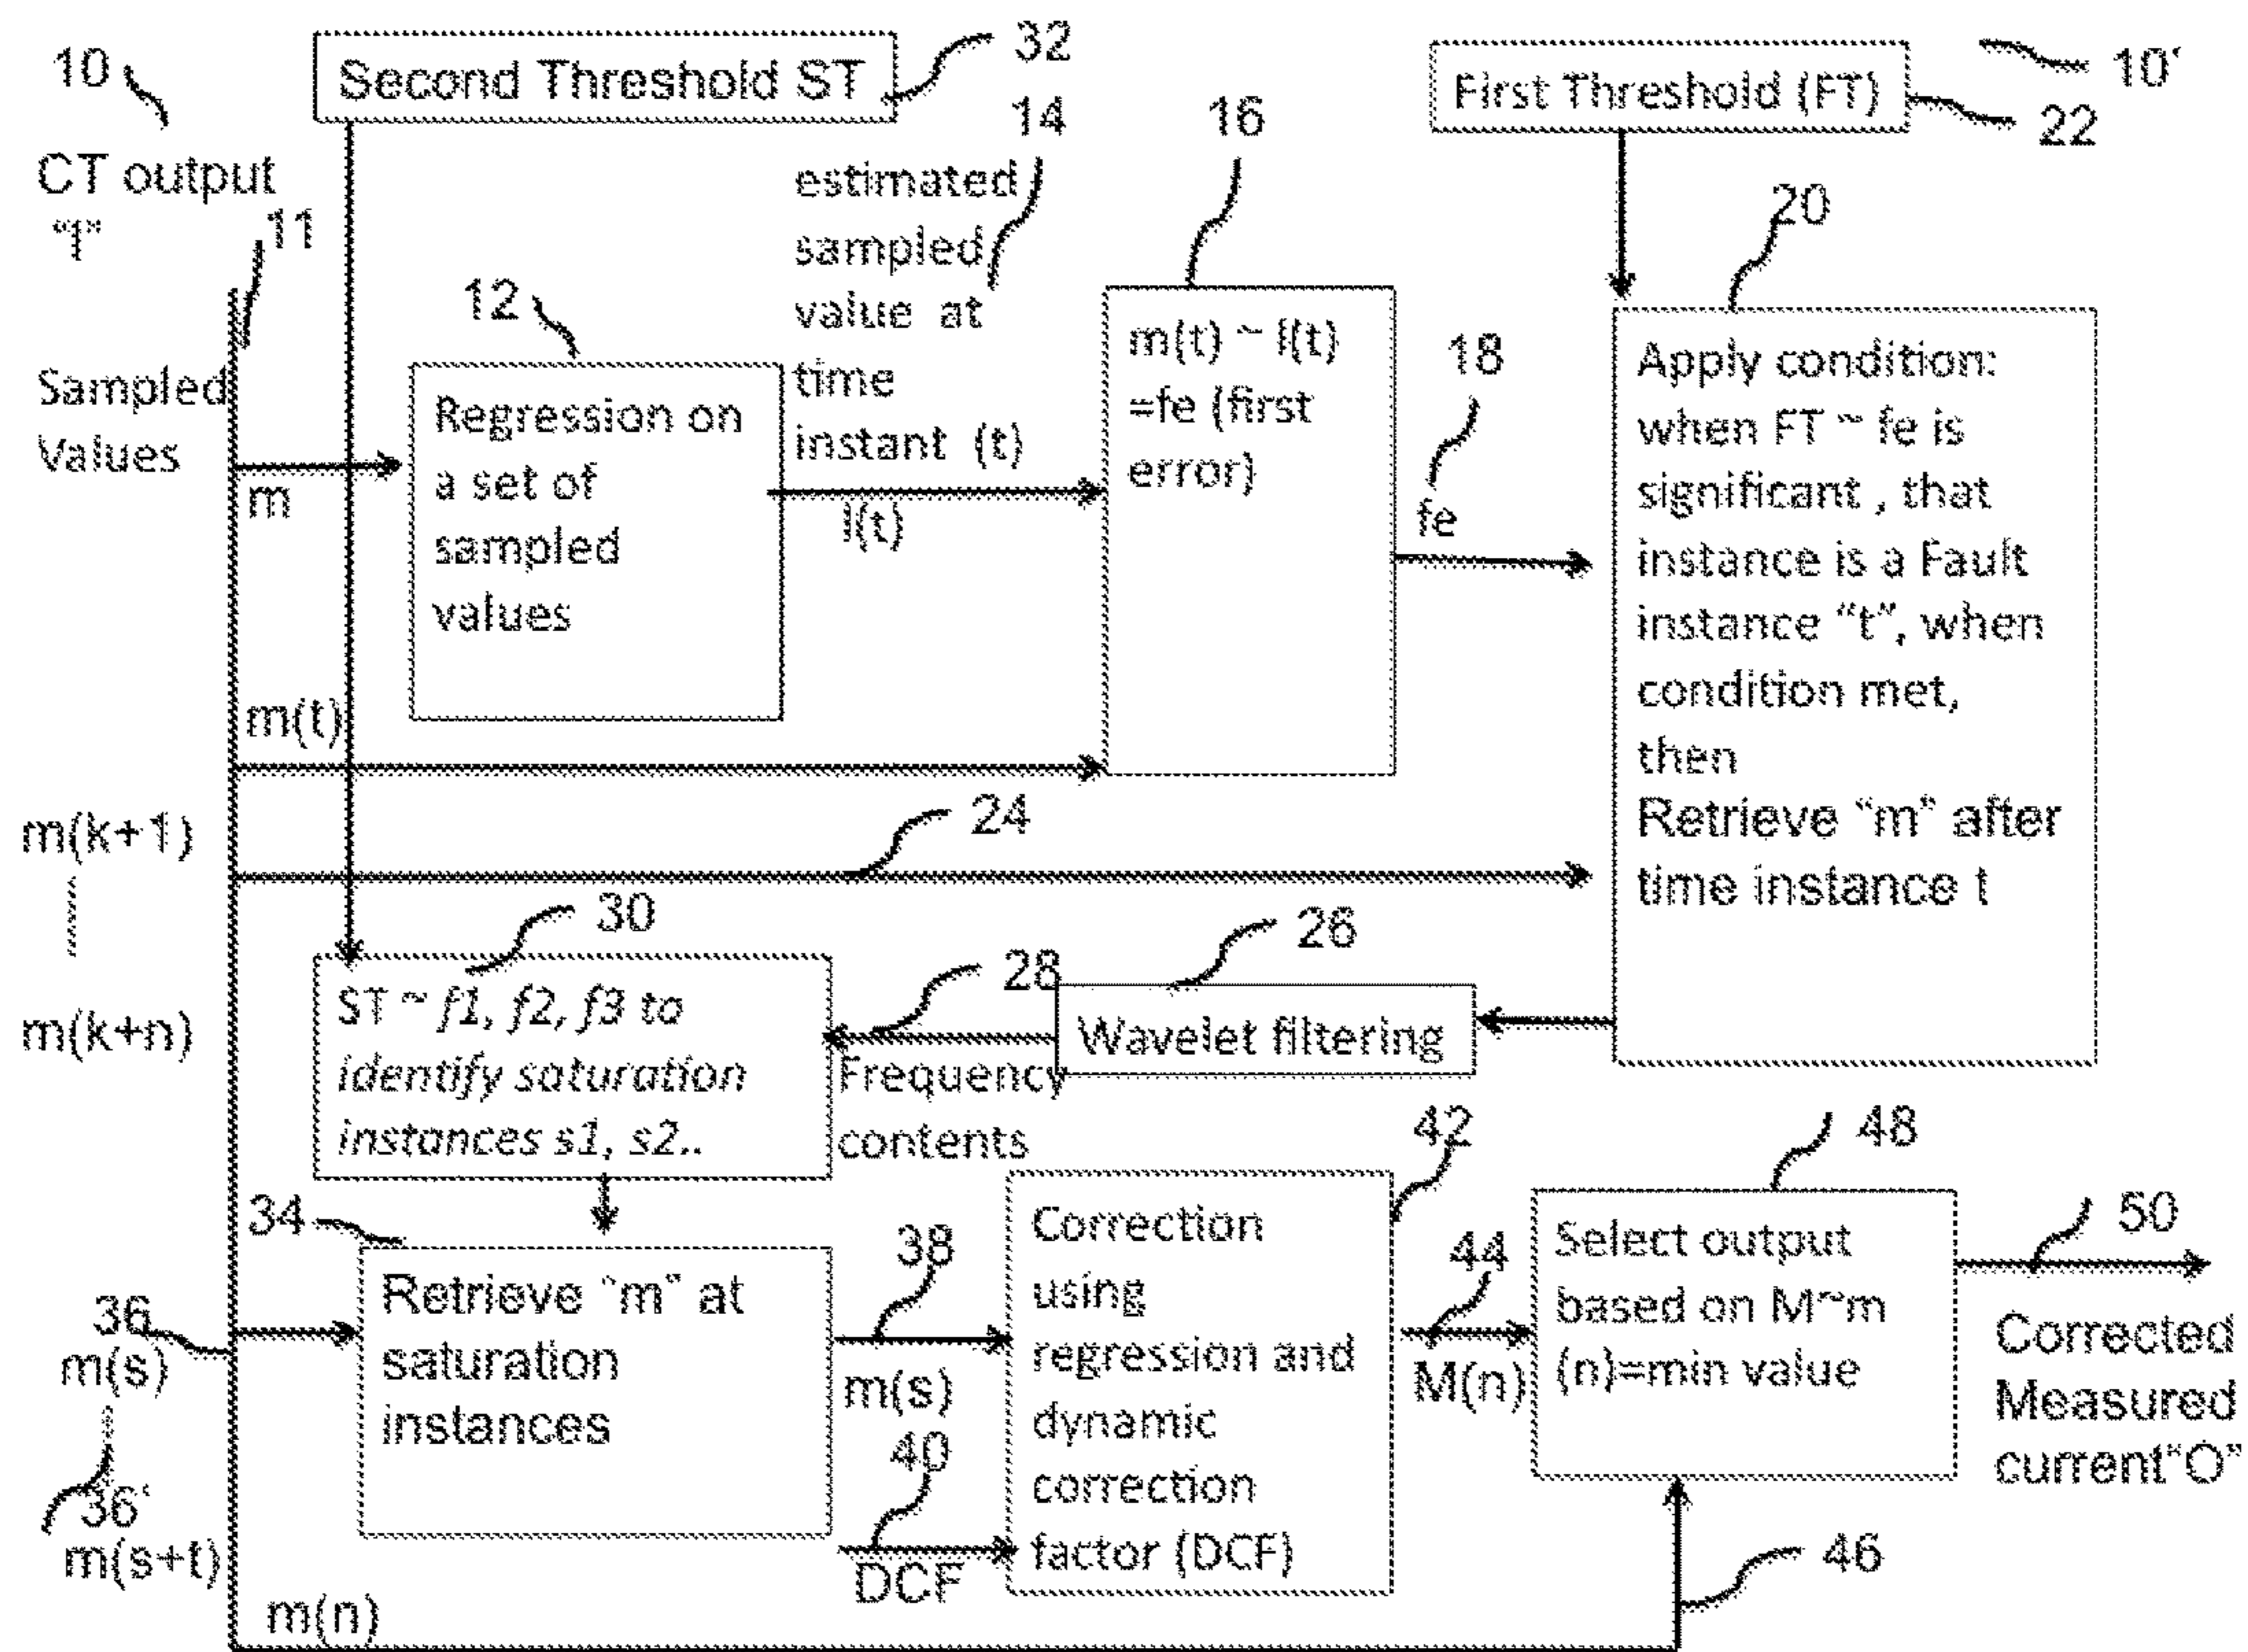 10
CT output
"I"
Second Threshold ST
32
First Threshold (FT)
10'
22
11
Sampled
Values
m
12
Regression on
a set of
sampled
values
14
estimated
sampled
value at
time
instant (t)
l(t)
16
m(t) ~ l(t)
=fe (first
error)
18
fe
20
Apply condition:
when FT ~ fe is
significant , that
instance is a Fault
instance "t", when
condition met,
then
Retrieve "m" after
time instance t
m(t)
24
m(k+1)
m(k+n)
26
Wavelet filtering
28
Frequency
contents
30
ST ~ f1, f2, f3 to
identify saturation
instances s1, s2..
34
Retrieve "m" at
saturation
instances
36
m(s)
36'
m(s+t)
38
m(s)
40
DCF
42
Correction
using
regression and
dynamic
correction
factor (DCF)
44
M(n)
48
Select output
based on M~m
(n)=min value
50
Corrected
Measured
current"O"
46
m(n)